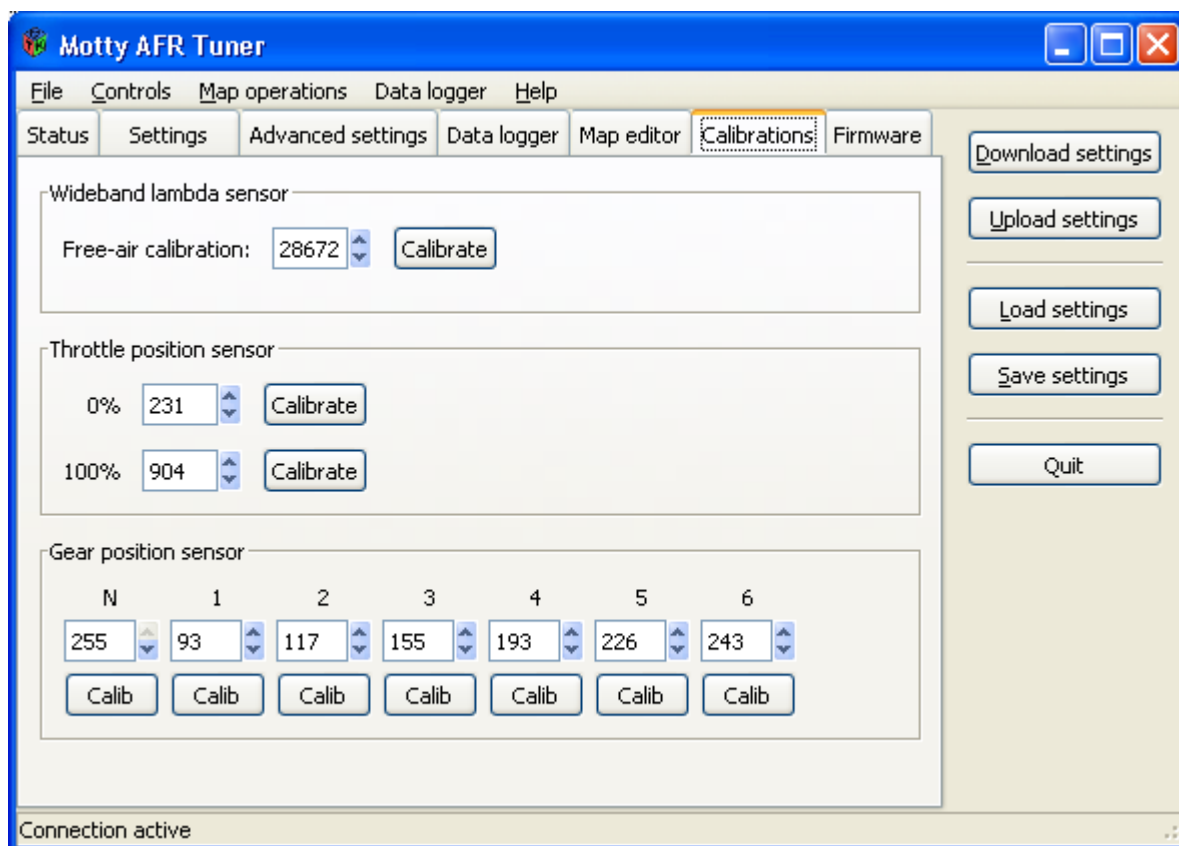 Motty AFR Tuner
File Controls Map operations Data logger Help
Status Settings Advanced settings Data logger Map editor Calibrations Firmware
Download settings
Upload settings
Load settings
Save settings
Quit
Wideband lambda sensor
Free-air calibration: 28672 Calibrate
Throttle position sensor
0% 231 Calibrate
100% 904 Calibrate
Gear position sensor
N 1 2 3 4 5 6
255 93 117 155 193 226 243
Calib Calib Calib Calib Calib Calib Calib
Connection active